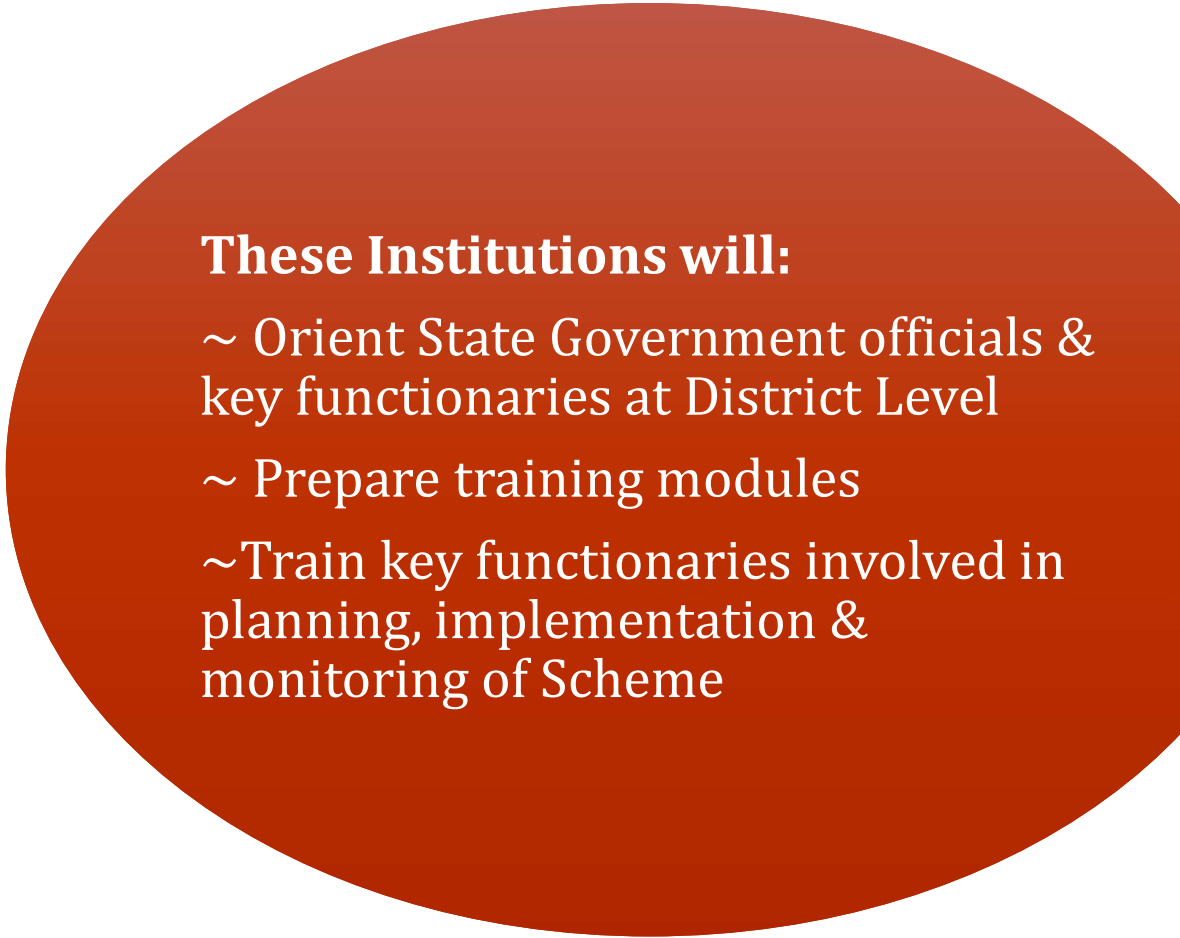 These Institutions will:
~ Orient State Government officials &
key functionaries at District Level
~ Prepare training modules
~Train key functionaries involved in
planning, implementation &
monitoring of Scheme